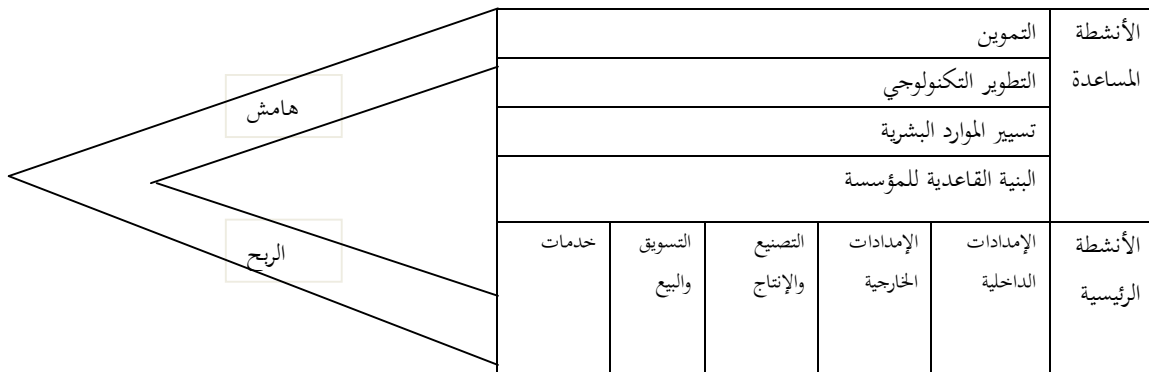 الأنشطة
المساعدة
التموين
التطوير التكنولوجي
تسيير الموارد البشرية
البنية القاعدية للمؤسسة
الأنشطة
الرئيسية
الإمدادات
الداخلية
الإمدادات
الخارجية
التصنيع
والإنتاج
التسويق
والبيع
خدمات
هامش
الربح